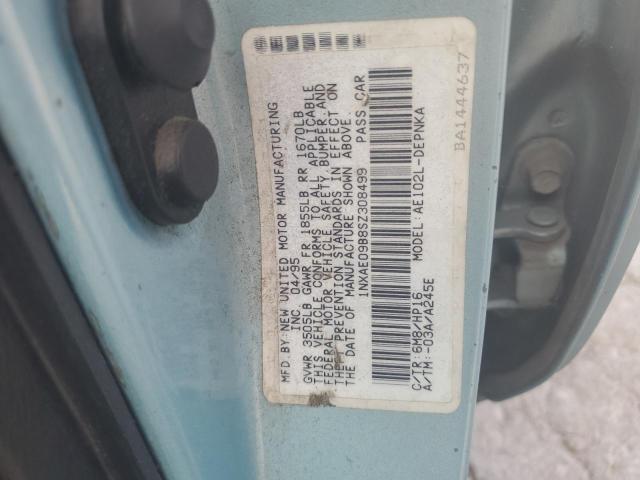 MFD.BY:NEW UNITED MOTOR MANUFACTURING
INC. 04/95
GVWR 3505LB GAWR FR 1855LB RR 1670LB
THIS VEHICLE CONFORMS TO ALL APPLICABLE
FEDERAL MOTOR VEHICLE SAFETY, BUMPER, AND
THEFT PREVENTION STANDARDS IN EFFECT ON
THE DATE OF MANUFACTURE SHOWN ABOVE.
1NXAE09B8SZ308499 PASS CAR
C/TR: 6M8/HP16 MODEL: AE102L-DEPNKA
A/TM: -03A/A245E
BA1444637